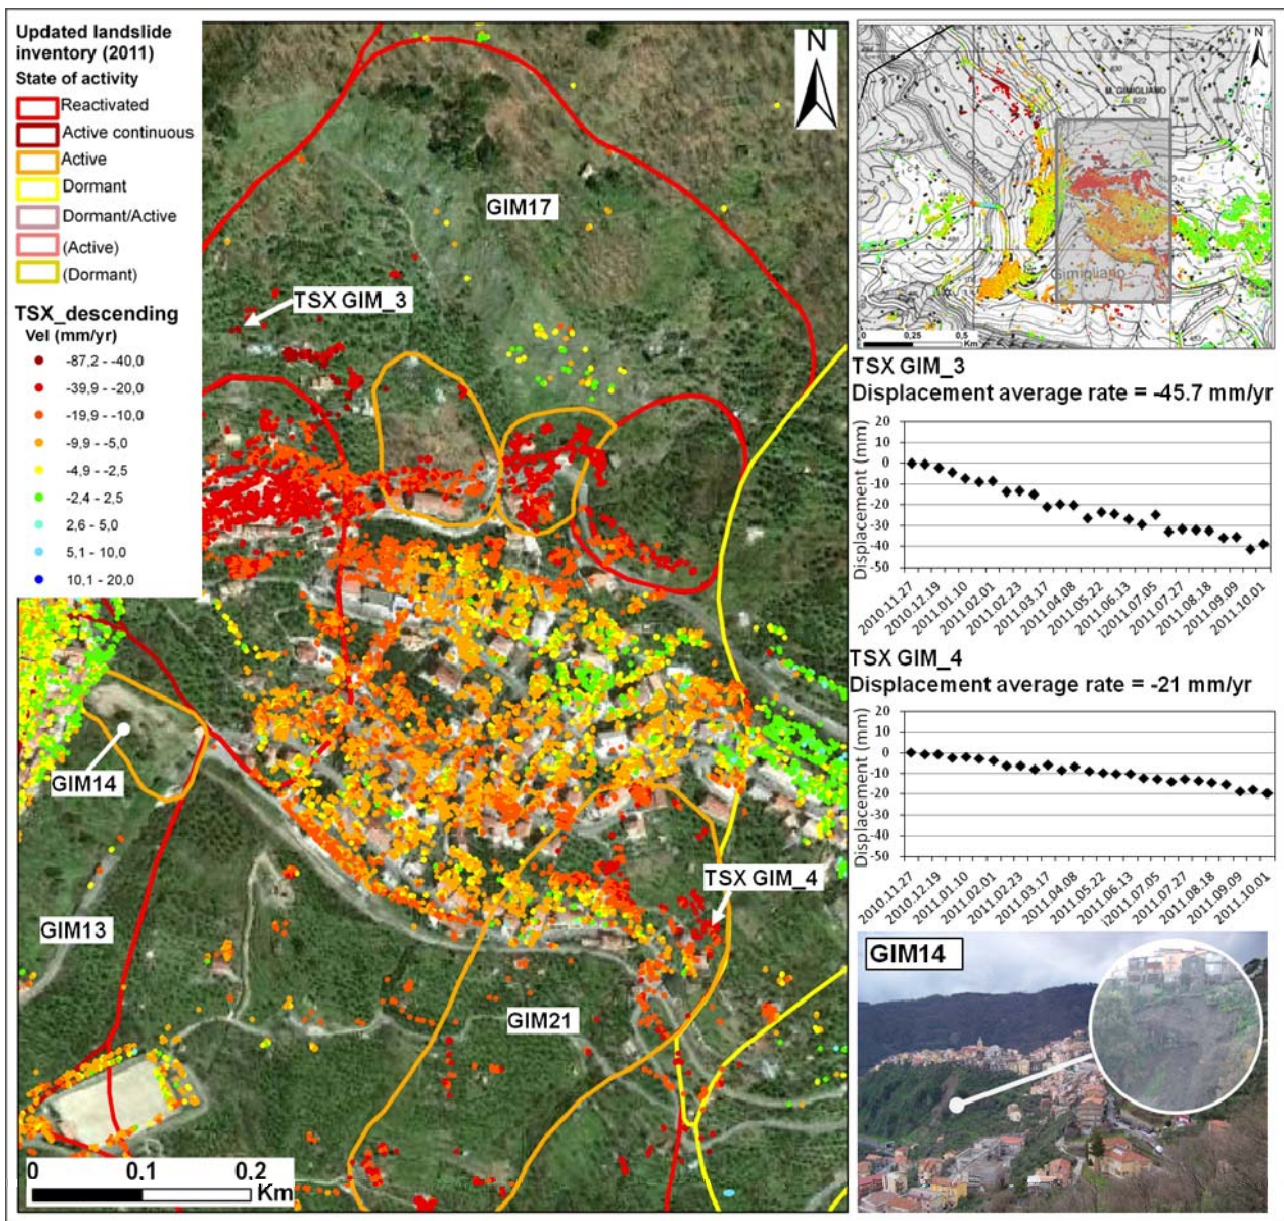 Updated landslide
inventory (2011)
State of activity
Reactivated
Active continuous
Active
Dormant
Dormant/Active
(Active)
(Dormant)
TSX_descending
Vel (mm/yr)
-87,2 - -40,0
-39,9 - -20,0
-19,9 - -10,0
-9,9 - -5,0
-4,9 - -2,5
-2,4 - 2,5
2,6 - 5,0
5,1 - 10,0
10,1 - 20,0
N
GIM17
TSX GIM_3
GIM14
TSX GIM_4
GIM13
GIM21
0 0.1 0.2
Km
N
M. GIMIGLIANO
822
Corace
Gimigliano
0 0,25 0,5
Km
TSX GIM_3
Displacement average rate = -45.7 mm/yr
Displacement (mm)
20
10
0
-10
-20
-30
-40
-50
2010.11.27
2010.12.19
2011.01.10
2011.02.01
2011.02.23
2011.03.17
2011.04.08
2011.05.22
2011.06.13
2011.07.05
2011.07.27
2011.08.18
2011.09.09
2011.10.01
TSX GIM_4
Displacement average rate = -21 mm/yr
Displacement (mm)
20
10
0
-10
-20
-30
-40
-50
2010.11.27
2010.12.19
2011.01.10
2011.02.01
2011.02.23
2011.03.17
2011.04.08
2011.05.22
2011.06.13
2011.07.05
2011.07.27
2011.08.18
2011.09.09
2011.10.01
GIM14